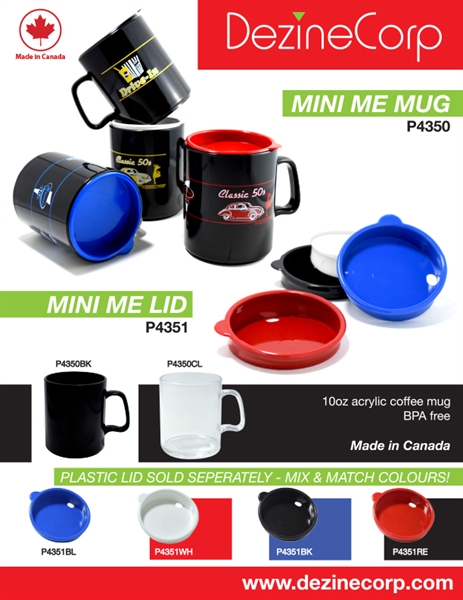 Made in Canada
DezineCorp
MINI ME MUG
P4350
Drive-In
Classic 50s
Classic 50s
MINI ME LID
P4351
P4350BK
P4350CL
10oz acrylic coffee mug
BPA free
Made in Canada
PLASTIC LID SOLD SEPERATELY - MIX & MATCH COLOURS!
P4351BL
P4351WH
P4351BK
P4351RE
www.dezinecorp.com